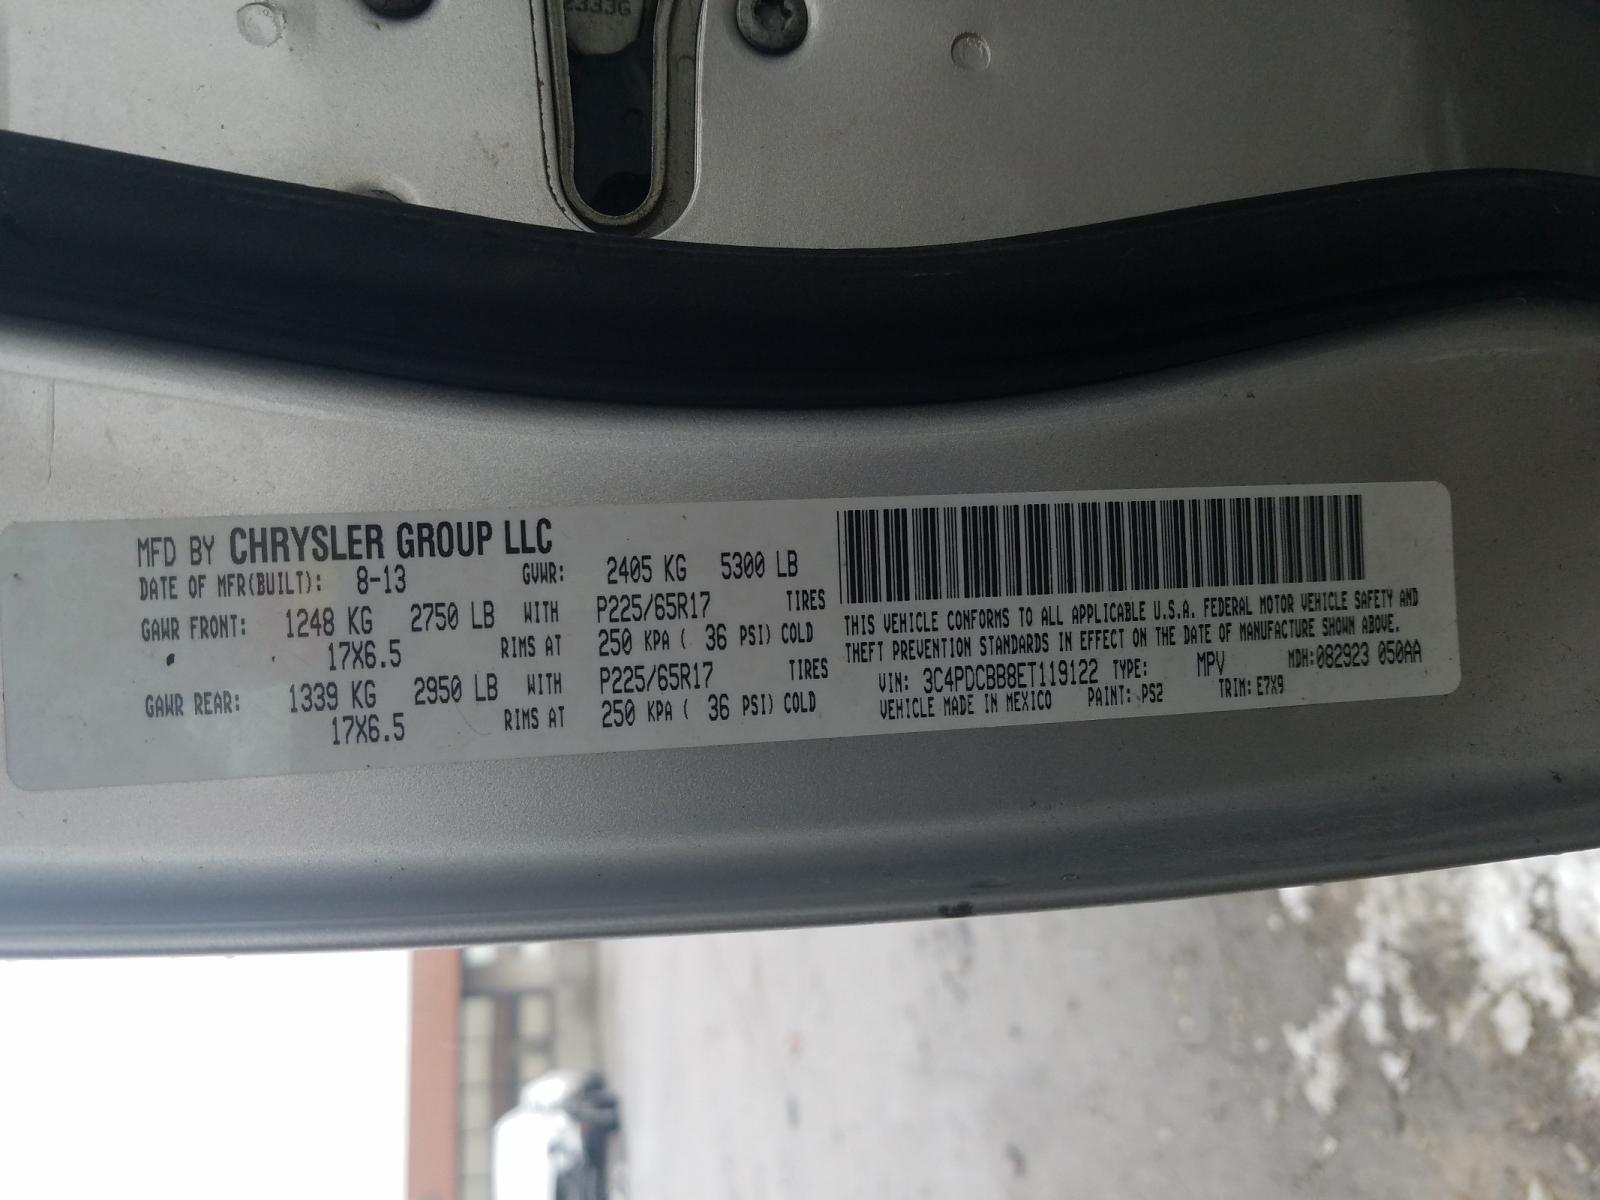 2333G
MFD BY CHRYSLER GROUP LLC
DATE OF MFR(BUILT): 8-13 GVWR: 2405 KG 5300 LB
GAWR FRONT: 1248 KG 2750 LB WITH P225/65R17 TIRES
17X6.5 RIMS AT 250 KPA ( 36 PSI) COLD
GAWR REAR: 1339 KG 2950 LB WITH P225/65R17 TIRES
17X6.5 RIMS AT 250 KPA ( 36 PSI) COLD
THIS VEHICLE CONFORMS TO ALL APPLICABLE U.S.A. FEDERAL MOTOR VEHICLE SAFETY AND
THEFT PREVENTION STANDARDS IN EFFECT ON THE DATE OF MANUFACTURE SHOWN ABOVE.
VIN: 3C4PDCBB8ET119122 TYPE: MPV MDH:082923 050AA
VEHICLE MADE IN MEXICO PAINT: PS2 TRIM: E7X9